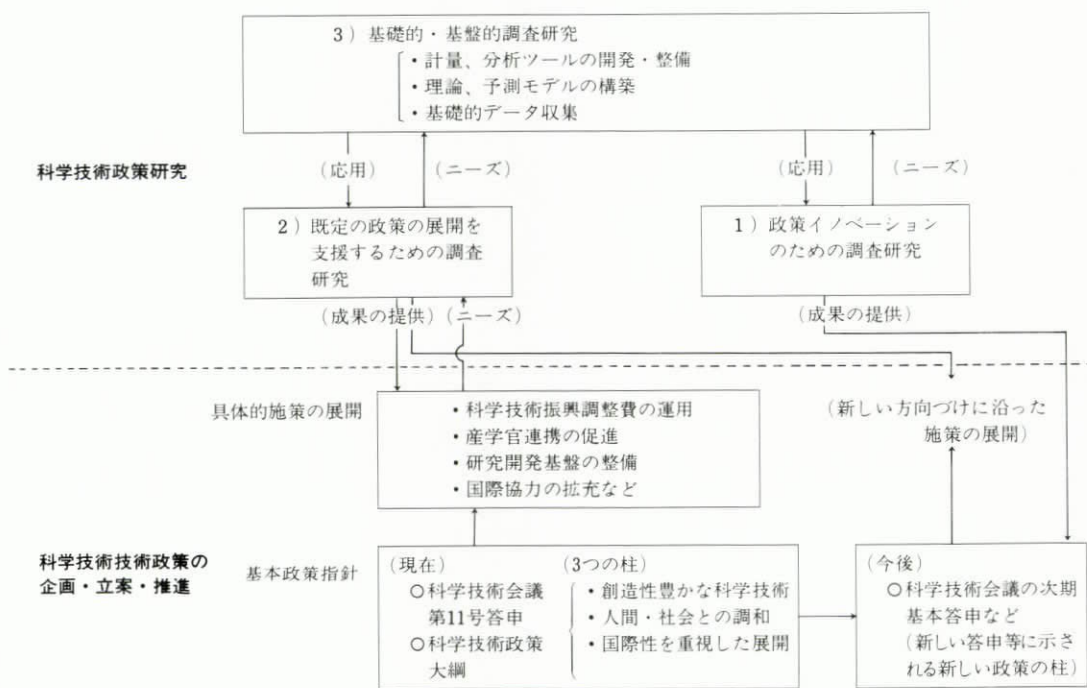 3）基礎的・基盤的調査研究
・計量、分析ツールの開発・整備
・理論、予測モデルの構築
・基礎的データ収集
科学技術政策研究
（応用）
（ニーズ）
（応用）
（ニーズ）
2）既定の政策の展開を
支援するための調査
研究
1）政策イノベーション
のための調査研究
（成果の提供）
（ニーズ）
（成果の提供）
具体的施策の展開
・科学技術振興調整費の運用
・産学官連携の促進
・研究開発基盤の整備
・国際協力の拡充など
（新しい方向づけに沿った
施策の展開）
科学技術技術政策の
企画・立案・推進
基本政策指針
（現在）
○科学技術会議
第11号答申
○科学技術政策
大綱
（3つの柱）
・創造性豊かな科学技術
・人間・社会との調和
・国際性を重視した展開
（今後）
○科学技術会議の次期
基本答申など
（新しい答申等に示さ
れる新しい政策の柱）